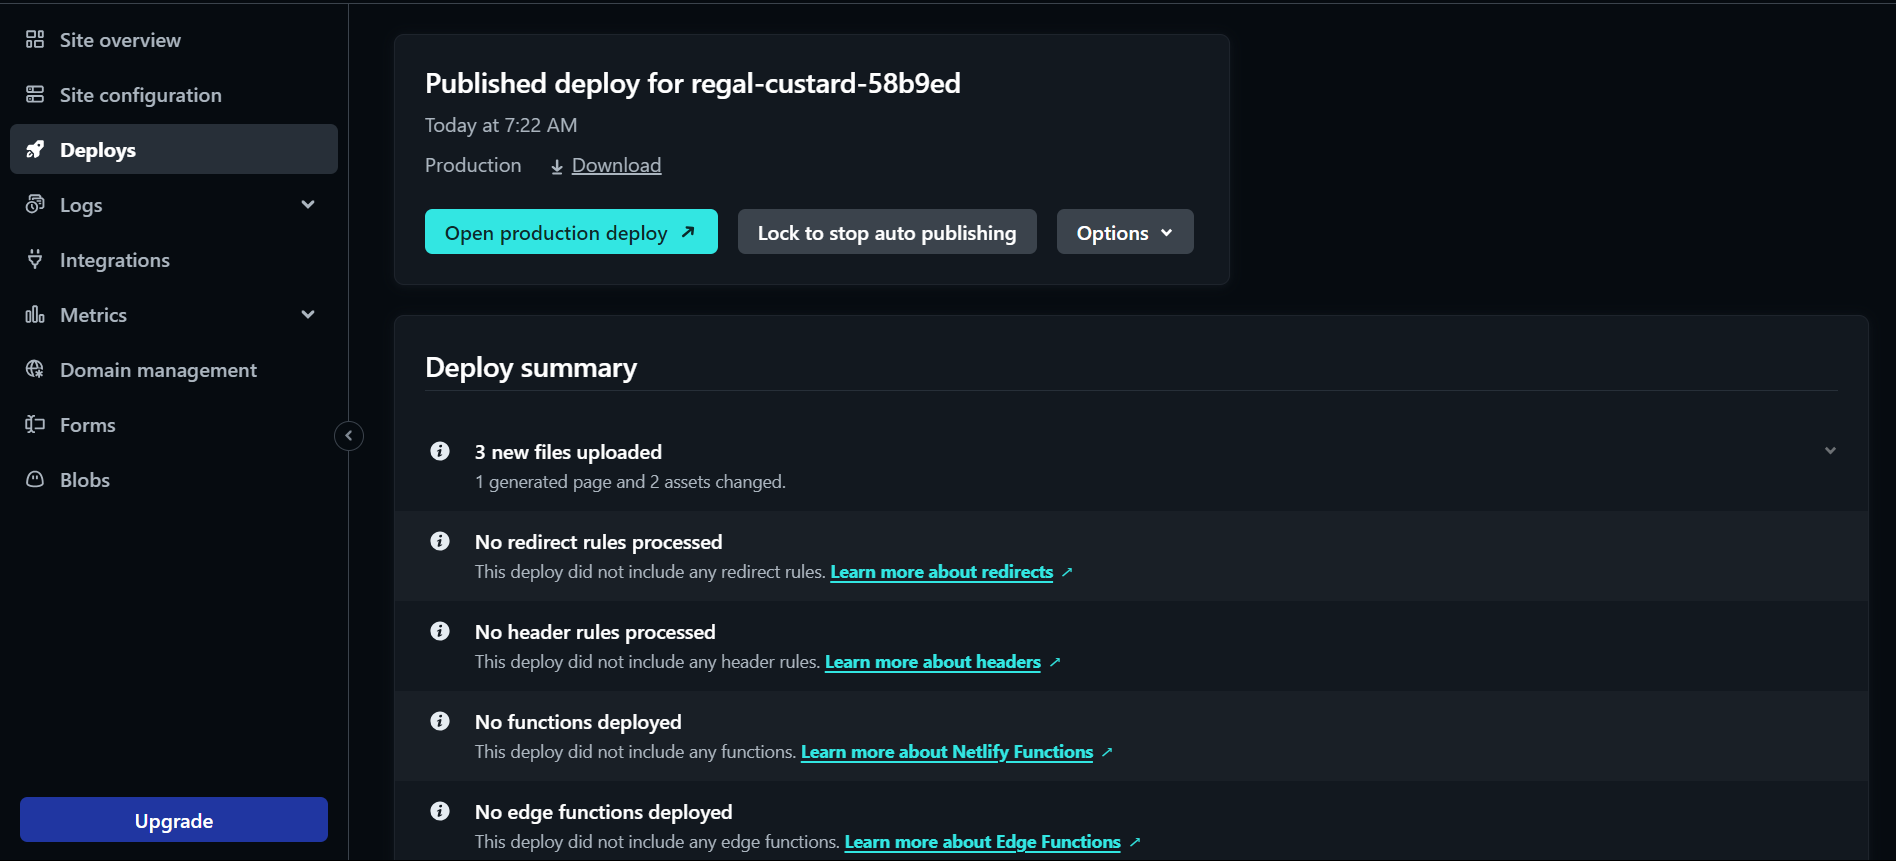 Site overview
Site configuration
Deploys
Logs
Integrations
Metrics
Domain management
Forms
Blobs
Upgrade
Published deploy for regal-custard-58b9ed
Today at 7:22 AM
Production Download
Open production deploy Lock to stop auto publishing Options
Deploy summary
3 new files uploaded
1 generated page and 2 assets changed.
No redirect rules processed
This deploy did not include any redirect rules. Learn more about redirects
No header rules processed
This deploy did not include any header rules. Learn more about headers
No functions deployed
This deploy did not include any functions. Learn more about Netlify Functions
No edge functions deployed
This deploy did not include any edge functions. Learn more about Edge Functions